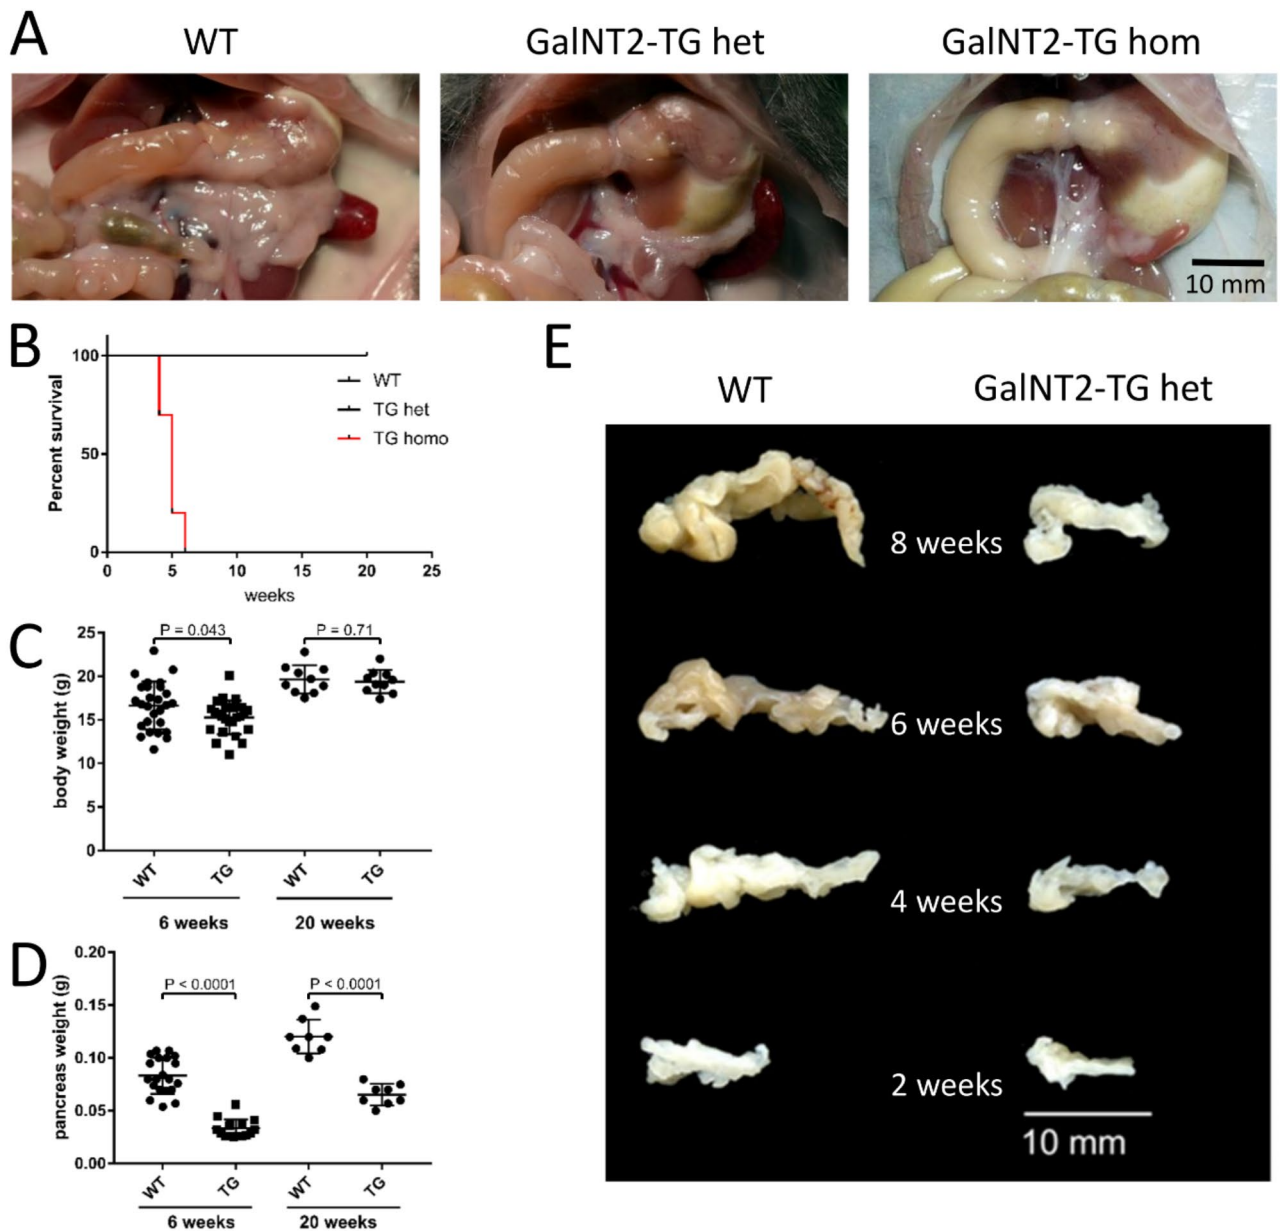 A
WT
GalNT2-TG het
GalNT2-TG hom
10 mm
B
Percent survival
100
50
0
0 5 10 15 20 25
weeks
WT
TG het
TG homo
C
body weight (g)
25
20
15
10
5
0
P = 0.043
P = 0.71
WT TG WT TG
6 weeks 20 weeks
D
pancreas weight (g)
0.20
0.15
0.10
0.05
0.00
P < 0.0001
P < 0.0001
WT TG WT TG
6 weeks 20 weeks
E
WT
GalNT2-TG het
8 weeks
6 weeks
4 weeks
2 weeks
10 mm